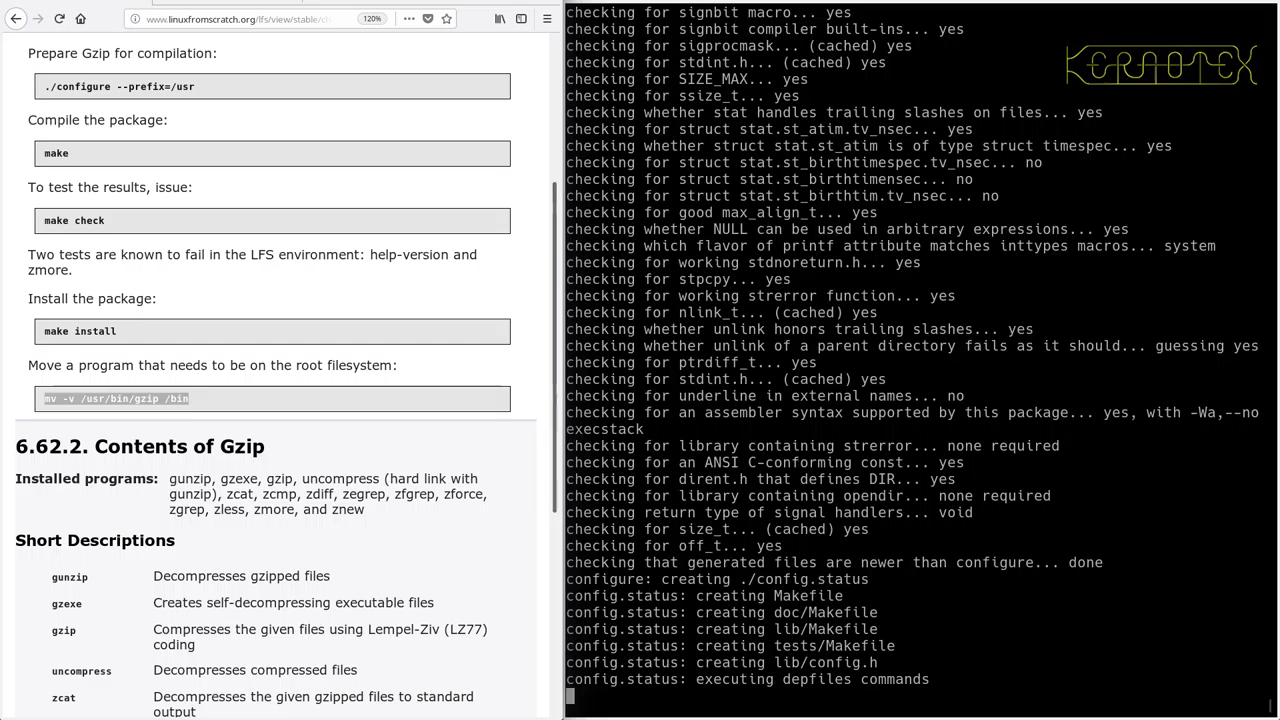 www.linuxfromscratch.org/lfs/view/stable/ch
120%
Prepare Gzip for compilation:
./configure --prefix=/usr
Compile the package:
make
To test the results, issue:
make check
Two tests are known to fail in the LFS environment: help-version and
zmore.
Install the package:
make install
Move a program that needs to be on the root filesystem:
mv -v /usr/bin/gzip /bin
6.62.2. Contents of Gzip
Installed programs: gunzip, gzexe, gzip, uncompress (hard link with
gunzip), zcat, zcmp, zdiff, zegrep, zfgrep, zforce,
zgrep, zless, zmore, and znew
Short Descriptions
gunzip Decompresses gzipped files
gzexe Creates self-decompressing executable files
gzip Compresses the given files using Lempel-Ziv (LZ77)
coding
uncompress Decompresses compressed files
zcat Decompresses the given gzipped files to standard
output
checking for signbit macro... yes
checking for signbit compiler built-ins... yes
checking for sigprocmask... (cached) yes
checking for stdint.h... (cached) yes
checking for SIZE_MAX... yes
checking for ssize_t... yes
checking whether stat handles trailing slashes on files... yes
checking for struct stat.st_atim.tv_nsec... yes
checking whether struct stat.st_atim is of type struct timespec... yes
checking for struct stat.st_birthtimespec.tv_nsec... no
checking for struct stat.st_birthtimensec... no
checking for struct stat.st_birthtim.tv_nsec... no
checking for good max_align_t... yes
checking whether NULL can be used in arbitrary expressions... yes
checking which flavor of printf attribute matches inttypes macros... system
checking for working stdnoreturn.h... yes
checking for stpcpy... yes
checking for working strerror function... yes
checking for nlink_t... (cached) yes
checking whether unlink honors trailing slashes... yes
checking whether unlink of a parent directory fails as it should... guessing yes
checking for ptrdiff_t... yes
checking for stdint.h... (cached) yes
checking for underline in external names... no
checking for an assembler syntax supported by this package... yes, with -Wa,--no
execstack
checking for library containing strerror... none required
checking for an ANSI C-conforming const... yes
checking for dirent.h that defines DIR... yes
checking for library containing opendir... none required
checking return type of signal handlers... void
checking for size_t... (cached) yes
checking for off_t... yes
checking that generated files are newer than configure... done
configure: creating ./config.status
config.status: creating Makefile
config.status: creating doc/Makefile
config.status: creating lib/Makefile
config.status: creating tests/Makefile
config.status: creating lib/config.h
config.status: executing depfiles commands